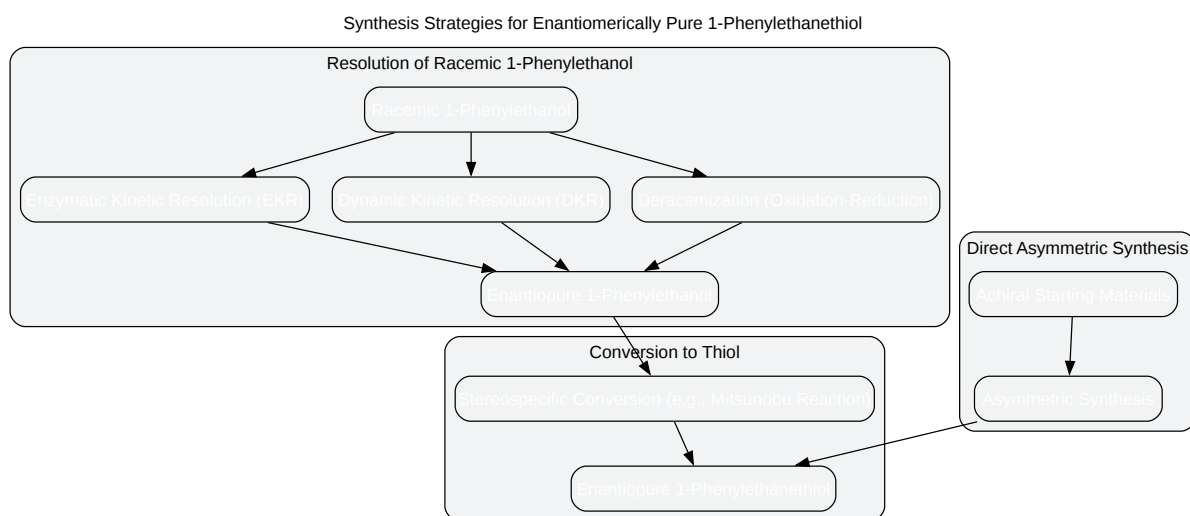 Synthesis Strategies for Enantiomerically Pure 1-Phenylethanethiol
Resolution of Racemic 1-Phenylethanol
Racemic 1-Phenylethanol
Enzymatic Kinetic Resolution (EKR)
Dynamic Kinetic Resolution (DKR)
Deracemization (Oxidation-Reduction)
Enantiopure 1-Phenylethanol
Direct Asymmetric Synthesis
Achiral Starting Materials
Asymmetric Synthesis
Conversion to Thiol
Stereospecific Conversion (e.g., Mitsunobu Reaction)
Enantiopure 1-Phenylethanethiol